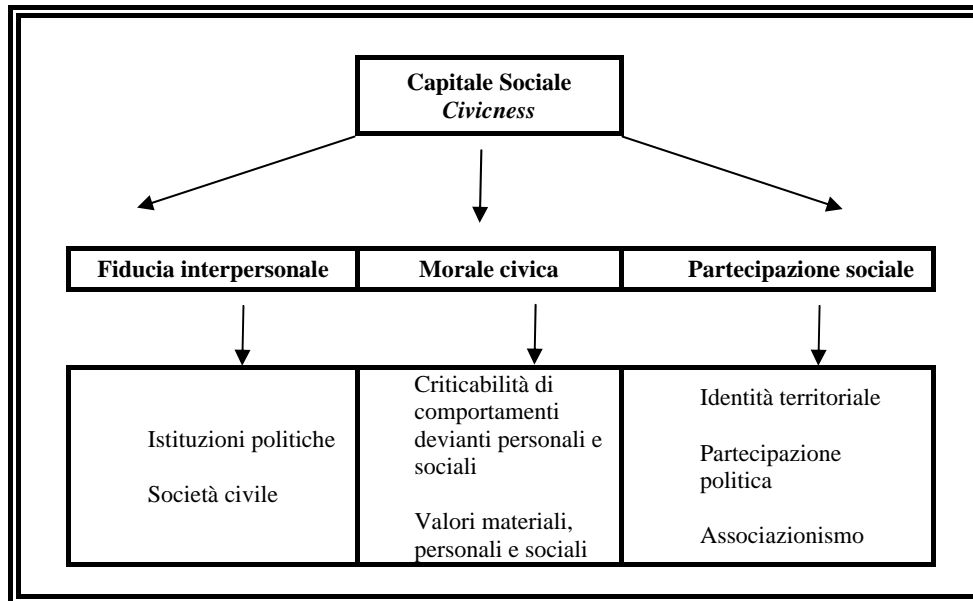 Capitale Sociale
Civicness
Fiducia interpersonale
Morale civica
Partecipazione sociale
Istituzioni politiche
Società civile
Criticabilità di
comportamenti
devianti personali e
sociali
Valori materiali,
personali e sociali
Identità territoriale
Partecipazione
politica
Associazionismo